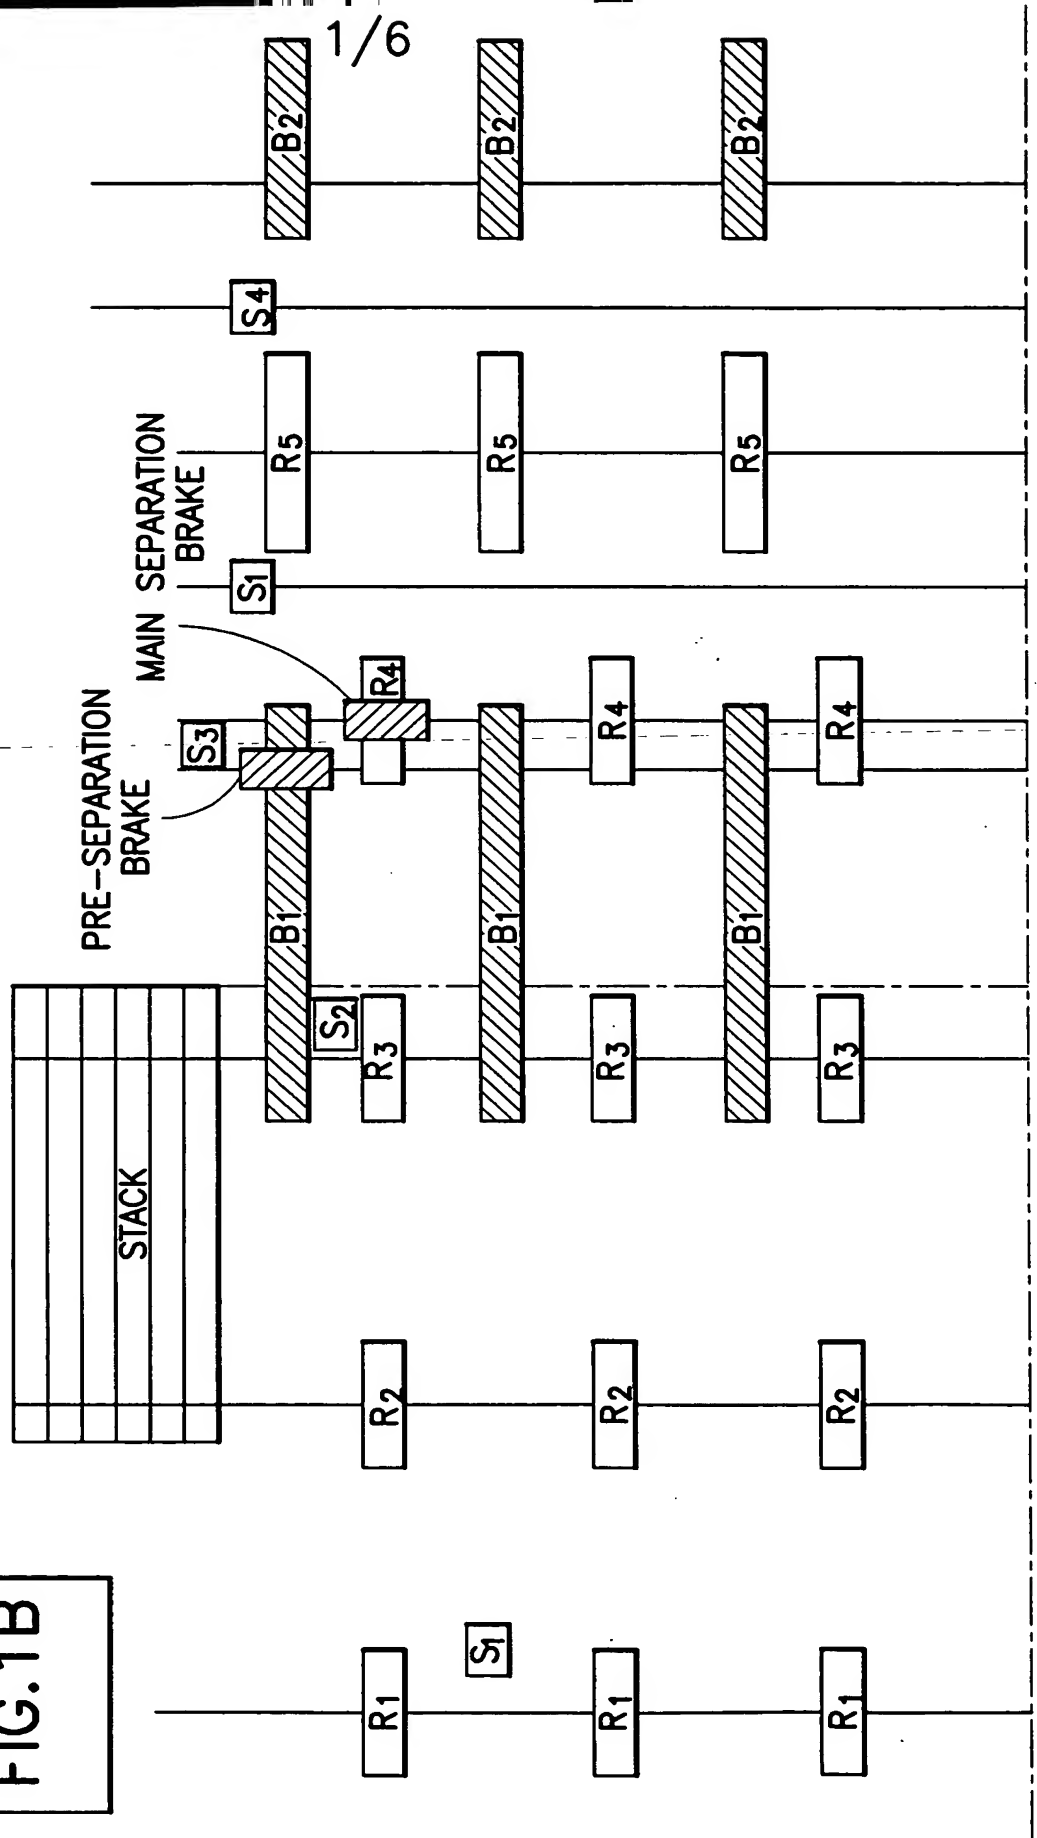 1/6
FIG.1B
STACK
PRE-SEPARATION
BRAKE
MAIN SEPARATION
BRAKE
S1
S2
S3
S1
S4
R1
R2
B1
R3
R4
R5
B2
R1
R2
B1
R3
R4
R5
B2
R1
R2
B1
R3
R4
R5
B2